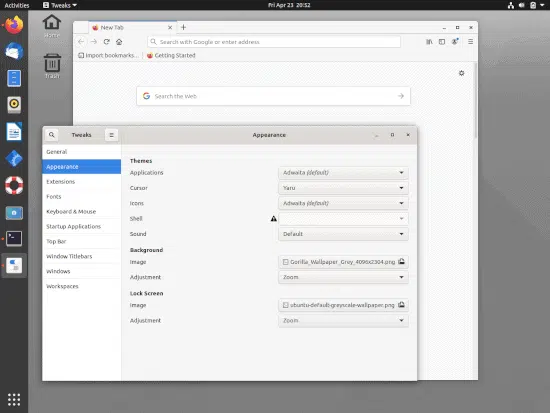 Activities
Tweaks
Fri Apr 23 20:52
Home
Trash
New Tab
Search with Google or enter address
Import bookmarks...
Getting Started
Search the Web
Tweaks
Appearance
General
Appearance
Extensions
Fonts
Keyboard & Mouse
Startup Applications
Top Bar
Window Titlebars
Windows
Workspaces
Themes
Applications Adwaita (default)
Cursor Yaru
Icons Adwaita (default)
Shell
Sound Default
Background
Image Gorilla_Wallpaper_Grey_4096x2304.png
Adjustment Zoom
Lock Screen
Image ubuntu-default-greyscale-wallpaper.png
Adjustment Zoom